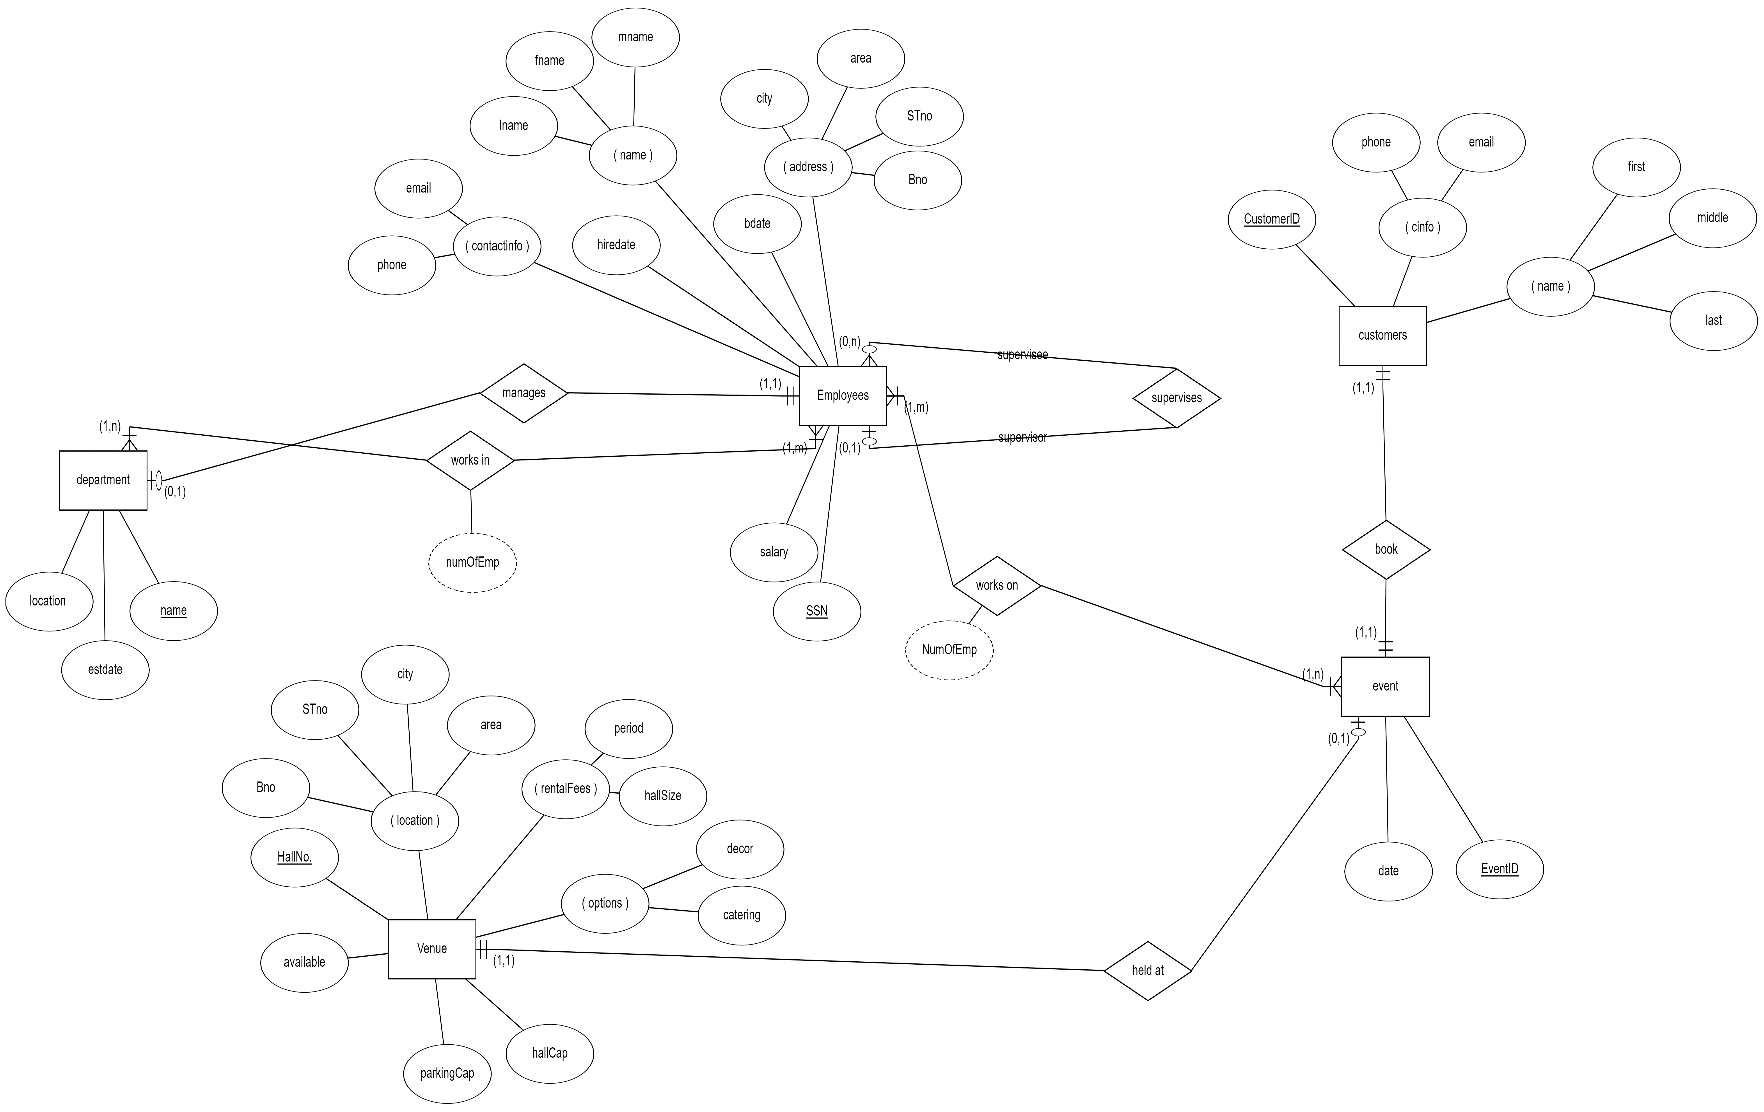 mname
fname
area
city
lname
STno
( name )
( address )
Bno
email
bdate
hiredate
( contactinfo )
phone
phone
email
first
CustomerID
( cinfo )
middle
( name )
last
customers
(1,1)
(0,n)
supervisee
manages
(1,1)
Employees
(1,m)
supervises
(1,n)
works in
(1,m)
(0,1)
supervisor
department
(0,1)
numOfEmp
salary
SSN
location
name
estdate
works on
NumOfEmp
book
(1,1)
(1,n)
event
(0,1)
date
EventID
city
STno
area
period
Bno
( rentalFees )
hallSize
( location )
HallNo.
decor
( options )
catering
available
Venue
(1,1)
held at
hallCap
parkingCap